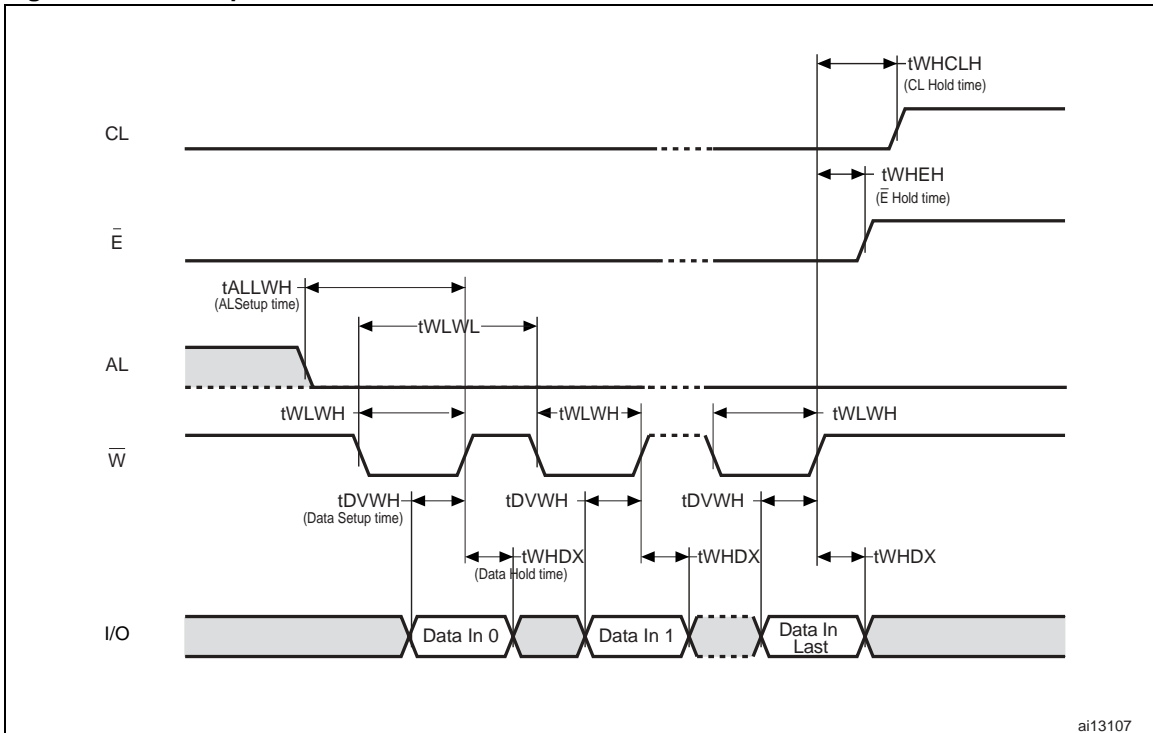 tWHCLH
(CL Hold time)
CL
tWHEH
(E̅ Hold time)
E̅
tALLWH
(ALSetup time)
tWLWL
AL
tWLWH
tWLWH
tWLWH
W̅
tDVWH
(Data Setup time)
tDVWH
tDVWH
tWHDX
(Data Hold time)
tWHDX
tWHDX
I/O
Data In 0
Data In 1
Data In
Last
ai13107